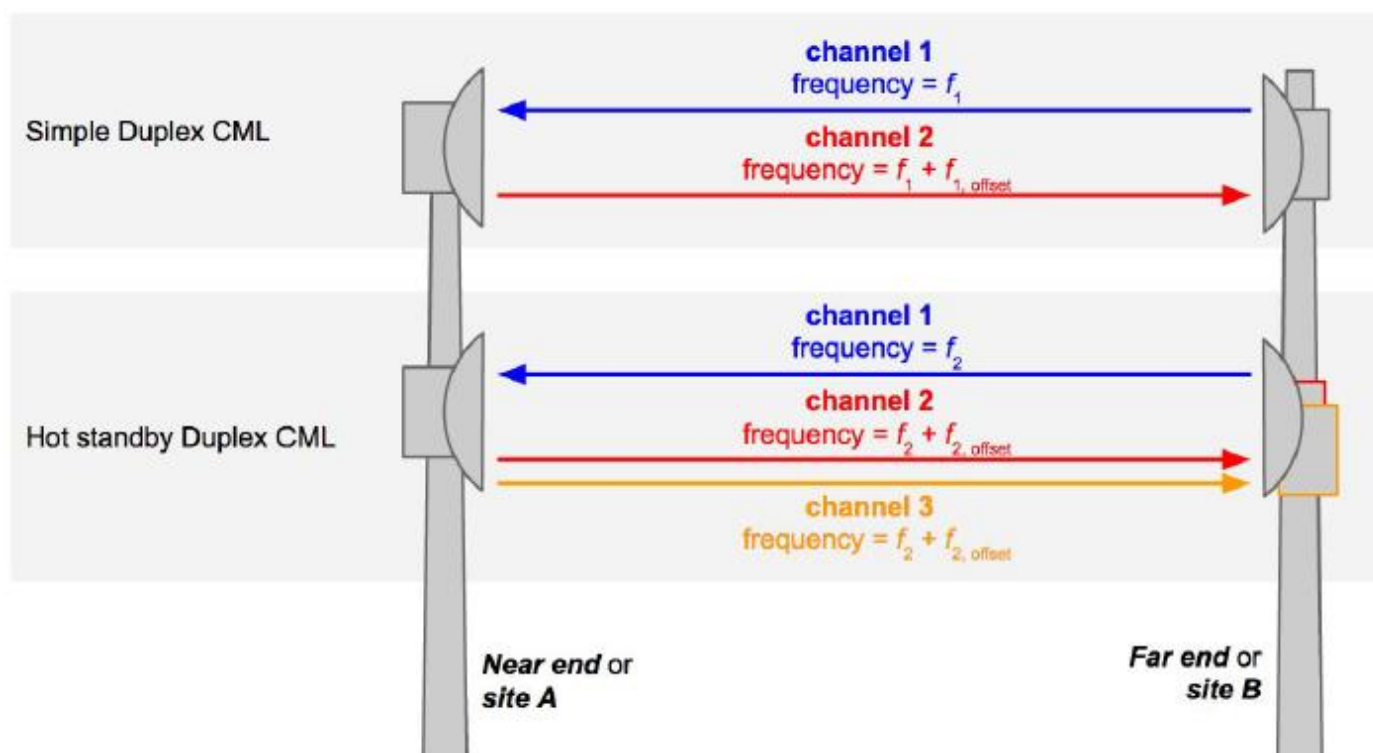 channel 1
frequency = f1
Simple Duplex CML
channel 2
frequency = f1 + f1, offset
channel 1
frequency = f2
channel 2
Hot standby Duplex CML
frequency = f2 + f2, offset
channel 3
frequency = f2 + f2, offset
Near end or
site A
Far end or
site B